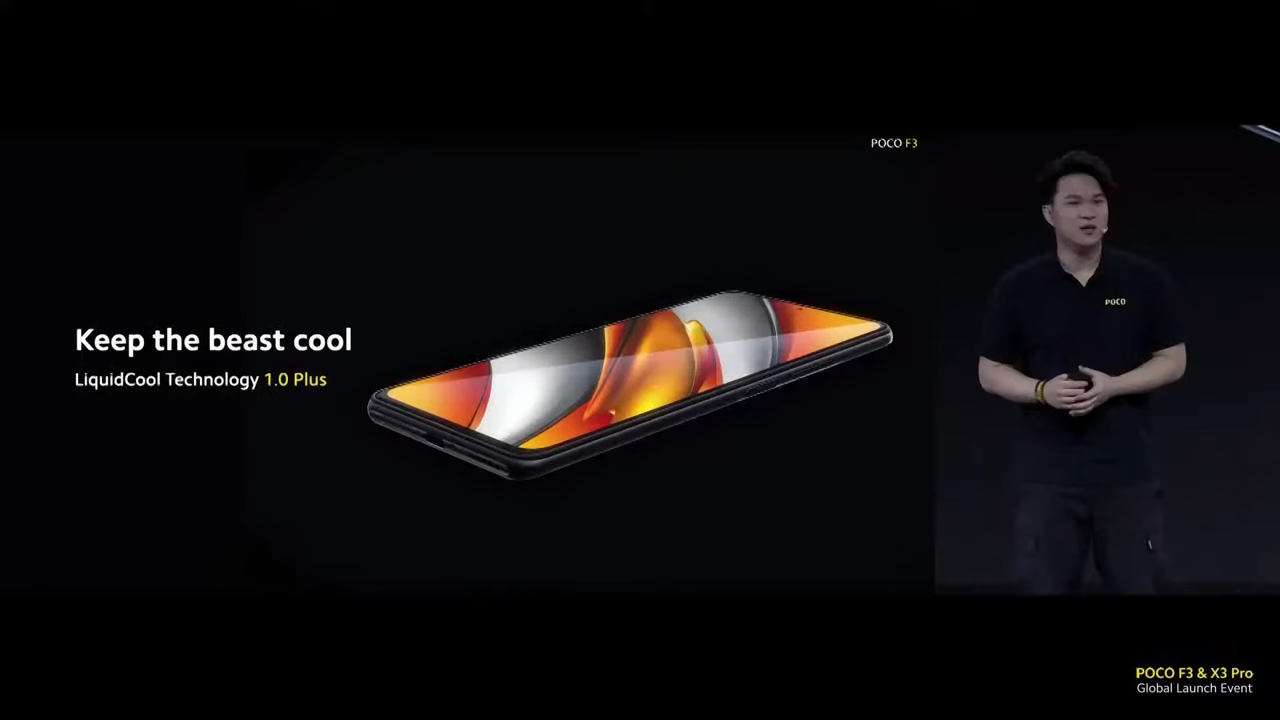 POCO F3
Keep the beast cool
LiquidCool Technology 1.0 Plus
POCO
POCO F3 & X3 Pro
Global Launch Event